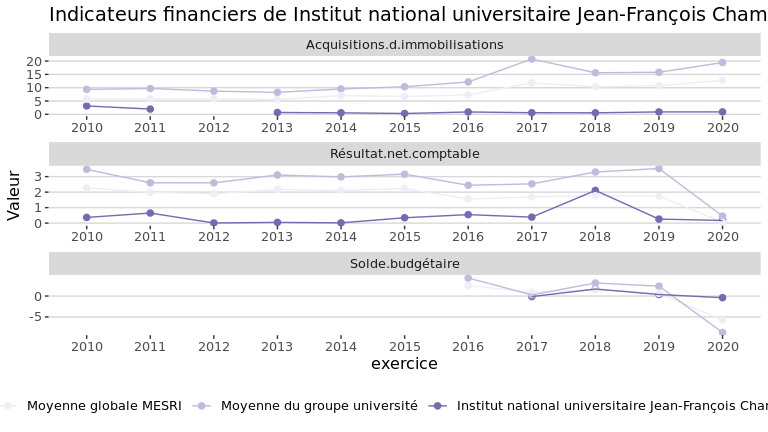 Indicateurs financiers de Institut national universitaire Jean-François Cham
Acquisitions.d.immobilisations
20
15
10
5
0
2010 2011 2012 2013 2014 2015 2016 2017 2018 2019 2020
Résultat.net.comptable
3
2
1
0
2010 2011 2012 2013 2014 2015 2016 2017 2018 2019 2020
Valeur
Solde.budgétaire
0
-5
2010 2011 2012 2013 2014 2015 2016 2017 2018 2019 2020
exercice
Moyenne globale MESRI Moyenne du groupe université Institut national universitaire Jean-François Cham